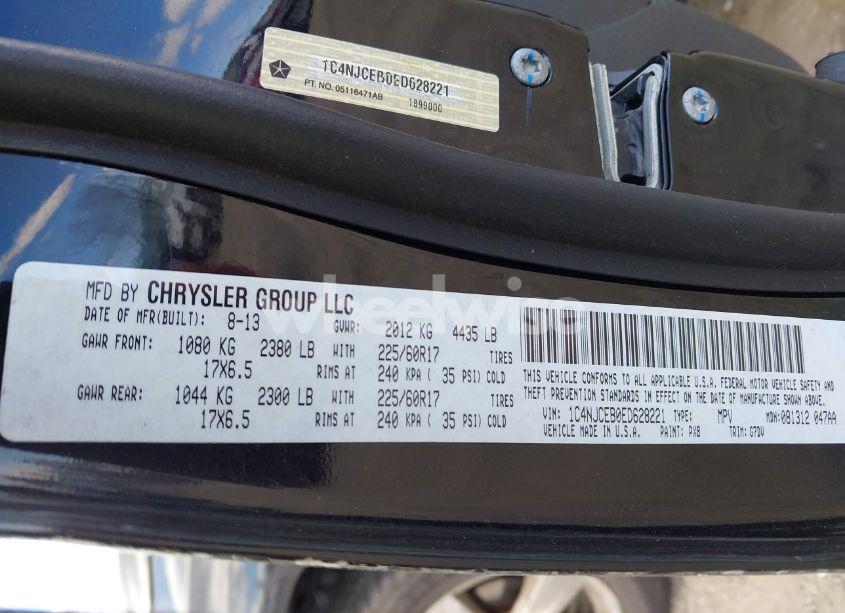 1C4NJCEB0ED628221
PT. NO. 05116471AB 1899000
wheelwise
MFD BY CHRYSLER GROUP LLC
DATE OF MFR(BUILT): 8-13 GVWR: 2012 KG 4435 LB
GAWR FRONT: 1080 KG 2380 LB WITH 225/60R17 TIRES
17X6.5 RIMS AT 240 KPA ( 35 PSI) COLD
GAWR REAR: 1044 KG 2300 LB WITH 225/60R17 TIRES
17X6.5 RIMS AT 240 KPA ( 35 PSI) COLD
THIS VEHICLE CONFORMS TO ALL APPLICABLE U.S.A. FEDERAL MOTOR VEHICLE SAFETY AND
THEFT PREVENTION STANDARDS IN EFFECT ON THE DATE OF MANUFACTURE SHOWN ABOVE.
VIN: 1C4NJCEB0ED628221 TYPE: MPV MDH: 081312 047AA
VEHICLE MADE IN U.S.A. PAINT: PX8 TRIM: G7DV